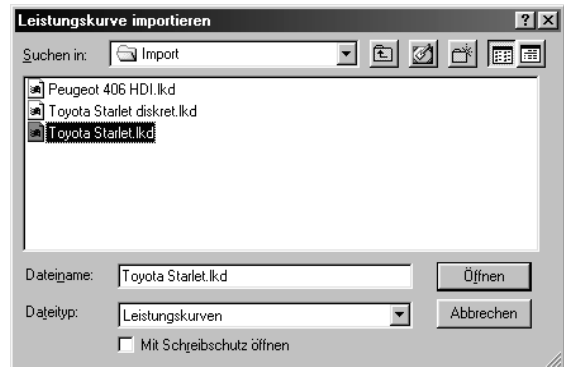 Leistungskurve importieren
Suchen in: Import
Peugeot 406 HDI.lkd
Toyota Starlet diskret.lkd
Toyota Starlet.lkd
Dateiname: Toyota Starlet.lkd Öffnen
Dateityp: Leistungskurven Abbrechen
Mit Schreibschutz öffnen